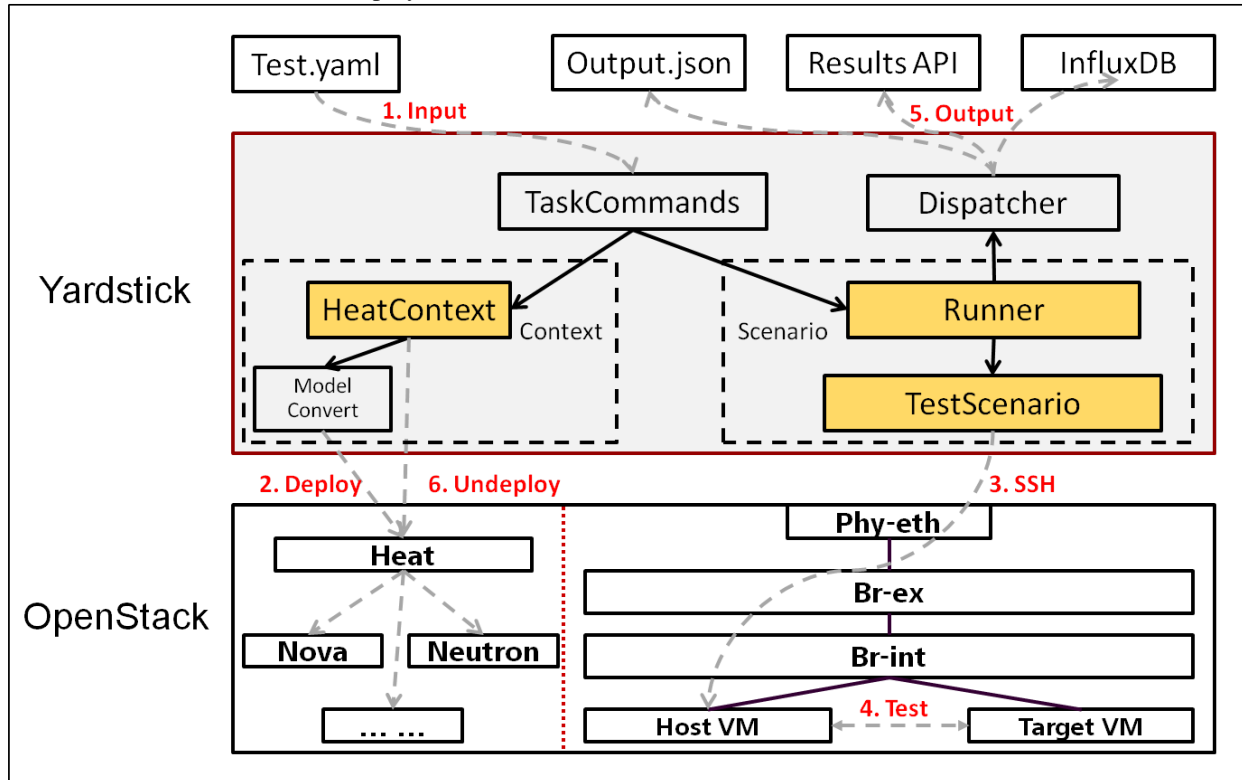 Test.yaml
Output.json
Results API
InfluxDB
1. Input
5. Output
Yardstick
TaskCommands
Dispatcher
HeatContext
Context
Scenario
Runner
Model
Convert
TestScenario
2. Deploy
6. Undeploy
3. SSH
OpenStack
Phy-eth
Heat
Br-ex
Nova
Neutron
Br-int
... ...
Host VM
4. Test
Target VM